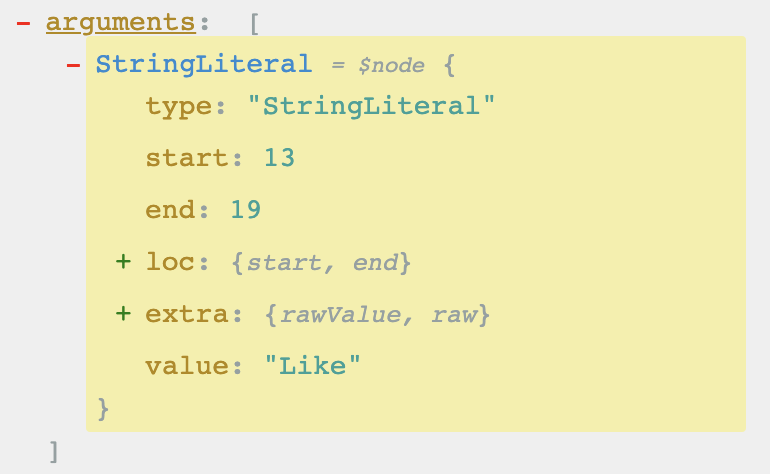 - arguments: [
- StringLiteral = $node {
type: "StringLiteral"
start: 13
end: 19
+ loc: {start, end}
+ extra: {rawValue, raw}
value: "Like"
}
]